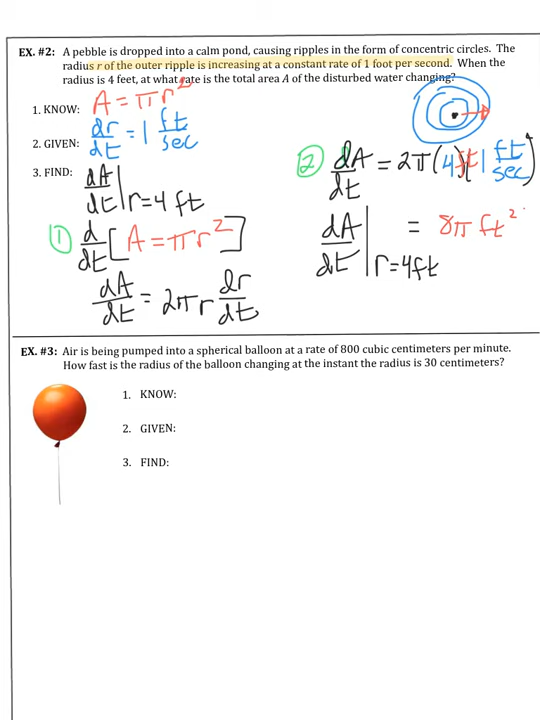 EX. #2: A pebble is dropped into a calm pond, causing ripples in the form of concentric circles. The
radius r of the outer ripple is increasing at a constant rate of 1 foot per second. When the
radius is 4 feet, at what rate is the total area A of the disturbed water changing?
1. KNOW: A = πr²
2. GIVEN: dr/dt = 1 ft/sec
3. FIND: dA/dt | r=4 ft
① d/dt [A = πr²]
dA/dt = 2πr dr/dt
② dA/dt = 2π(4ft)(1 ft/sec)
dA/dt | r=4ft = 8π ft²
EX. #3: Air is being pumped into a spherical balloon at a rate of 800 cubic centimeters per minute.
How fast is the radius of the balloon changing at the instant the radius is 30 centimeters?
1. KNOW:
2. GIVEN:
3. FIND: